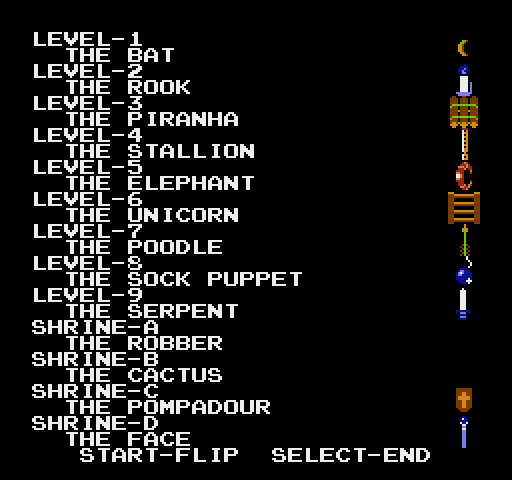 LEVEL-1
THE BAT
LEVEL-2
THE ROOK
LEVEL-3
THE PIRANHA
LEVEL-4
THE STALLION
LEVEL-5
THE ELEPHANT
LEVEL-6
THE UNICORN
LEVEL-7
THE POODLE
LEVEL-8
THE SOCK PUPPET
LEVEL-9
THE SERPENT
SHRINE-A
THE ROBBER
SHRINE-B
THE CACTUS
SHRINE-C
THE POMPADOUR
SHRINE-D
THE FACE
START-FLIP SELECT-END